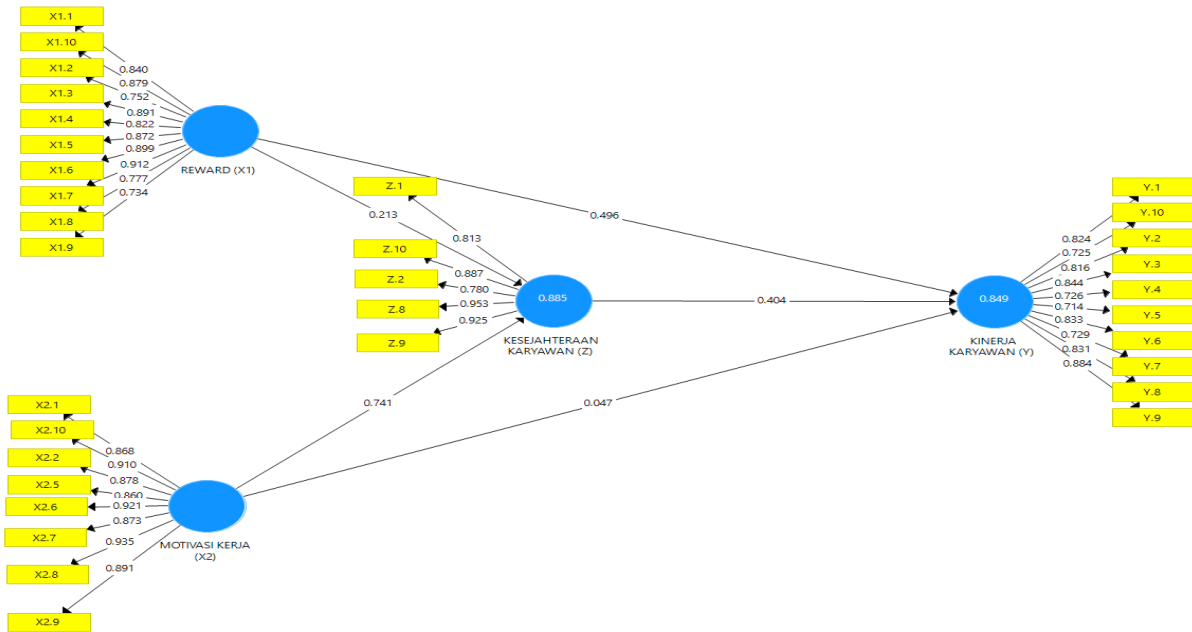 X1.1
X1.10
X1.2
X1.3
X1.4
X1.5
X1.6
X1.7
X1.8
X1.9
0.840
0.879
0.752
0.891
0.822
0.872
0.899
0.912
0.777
0.734
REWARD (X1)
0.213
0.496
Z.1
Z.10
Z.2
Z.8
Z.9
0.813
0.887
0.780
0.953
0.925
0.885
KESEJAHTERAAN
KARYAWAN (Z)
0.404
0.741
0.047
X2.1
X2.10
X2.2
X2.5
X2.6
X2.7
X2.8
X2.9
0.868
0.910
0.878
0.860
0.921
0.873
0.935
0.891
MOTIVASI KERJA
(X2)
0.849
KINERJA
KARYAWAN (Y)
0.824
0.725
0.816
0.844
0.726
0.714
0.833
0.729
0.831
0.884
Y.1
Y.10
Y.2
Y.3
Y.4
Y.5
Y.6
Y.7
Y.8
Y.9